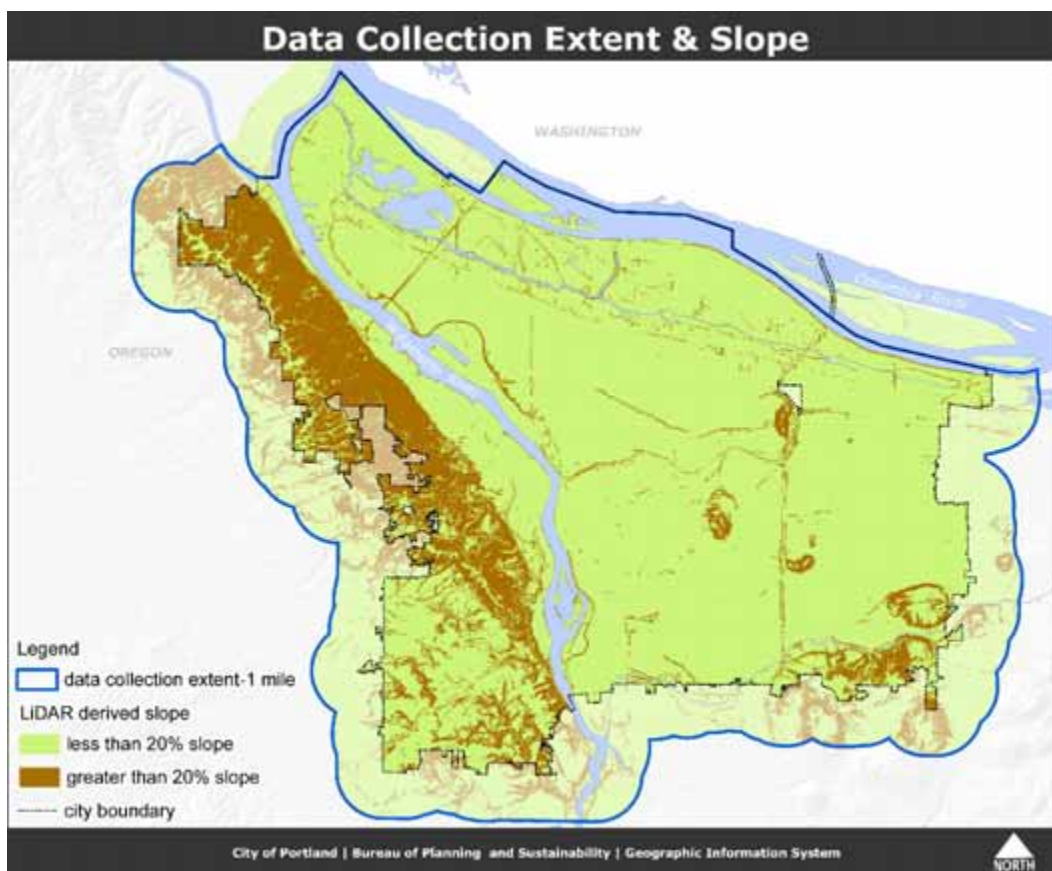 Data Collection Extent & Slope
WASHINGTON
Columbia River
OREGON
Legend
data collection extent-1 mile
LiDAR derived slope
less than 20% slope
greater than 20% slope
city boundary
City of Portland | Bureau of Planning and Sustainability | Geographic Information System
NORTH